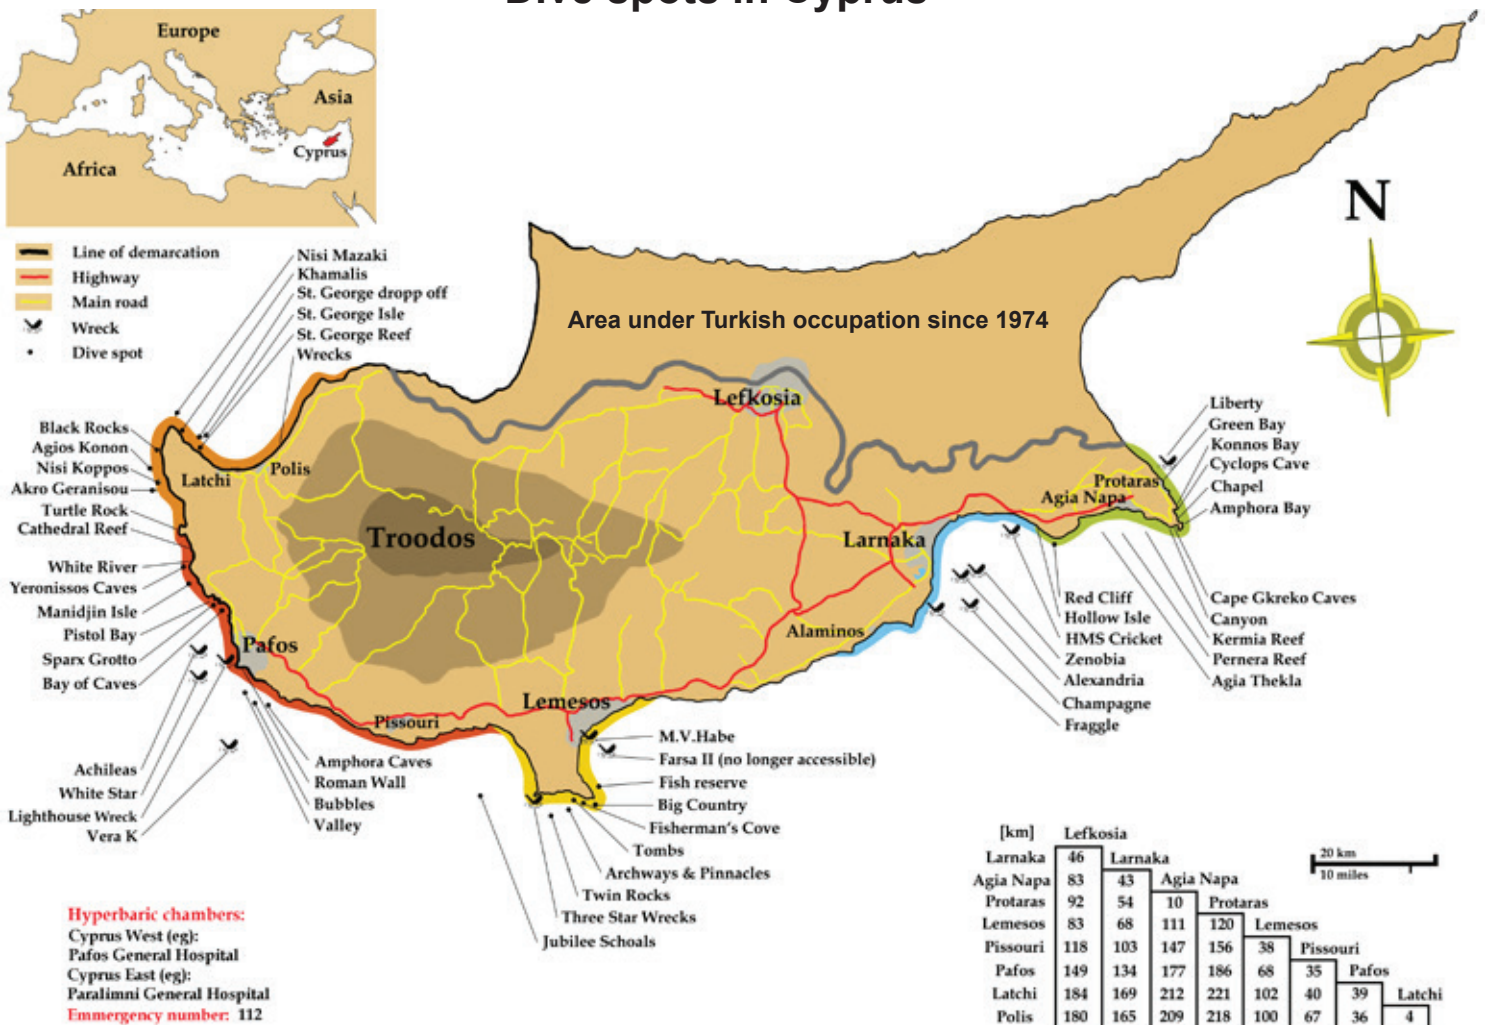 Dive spots in Cyprus
Europe
Asia
Cyprus
Africa
Line of demarcation
Highway
Main road
Wreck
Dive spot
Nisi Mazaki
Khamalis
St. George dropp off
St. George Isle
St. George Reef
Wrecks
N
Area under Turkish occupation since 1974
Lefkosia
Black Rocks
Agios Konon
Nisi Koppos
Akro Geranisou
Turtle Rock
Cathedral Reef
White River
Yeronissos Caves
Manidjin Isle
Pistol Bay
Sparx Grotto
Bay of Caves
Latchi
Polis
Troodos
Larnaka
Agia Napa
Protaras
Liberty
Green Bay
Konnos Bay
Cyclops Cave
Chapel
Amphora Bay
Pafos
Alaminos
Lemesos
Pissouri
Red Cliff
Hollow Isle
HMS Cricket
Zenobia
Alexandria
Champagne
Fraggle
Cape Gkreko Caves
Canyon
Kermia Reef
Pernera Reef
Agia Thekla
Achileas
White Star
Lighthouse Wreck
Vera K
Amphora Caves
Roman Wall
Bubbles
Valley
M.V.Habe
Farsa II (no longer accessible)
Fish reserve
Big Country
Fisherman's Cove
Tombs
Archways & Pinnacles
Twin Rocks
Three Star Wrecks
Jubilee Schoals
Hyperbaric chambers:
Cyprus West (eg):
Pafos General Hospital
Cyprus East (eg):
Paralimni General Hospital
Emmergency number: 112
20 km
10 miles
[km] Lefkosia
Larnaka 46 Larnaka
Agia Napa 83 43 Agia Napa
Protaras 92 54 10 Protaras
Lemesos 83 68 111 120 Lemesos
Pissouri 118 103 147 156 38 Pissouri
Pafos 149 134 177 186 68 35 Pafos
Latchi 184 169 212 221 102 40 39 Latchi
Polis 180 165 209 218 100 67 36 4